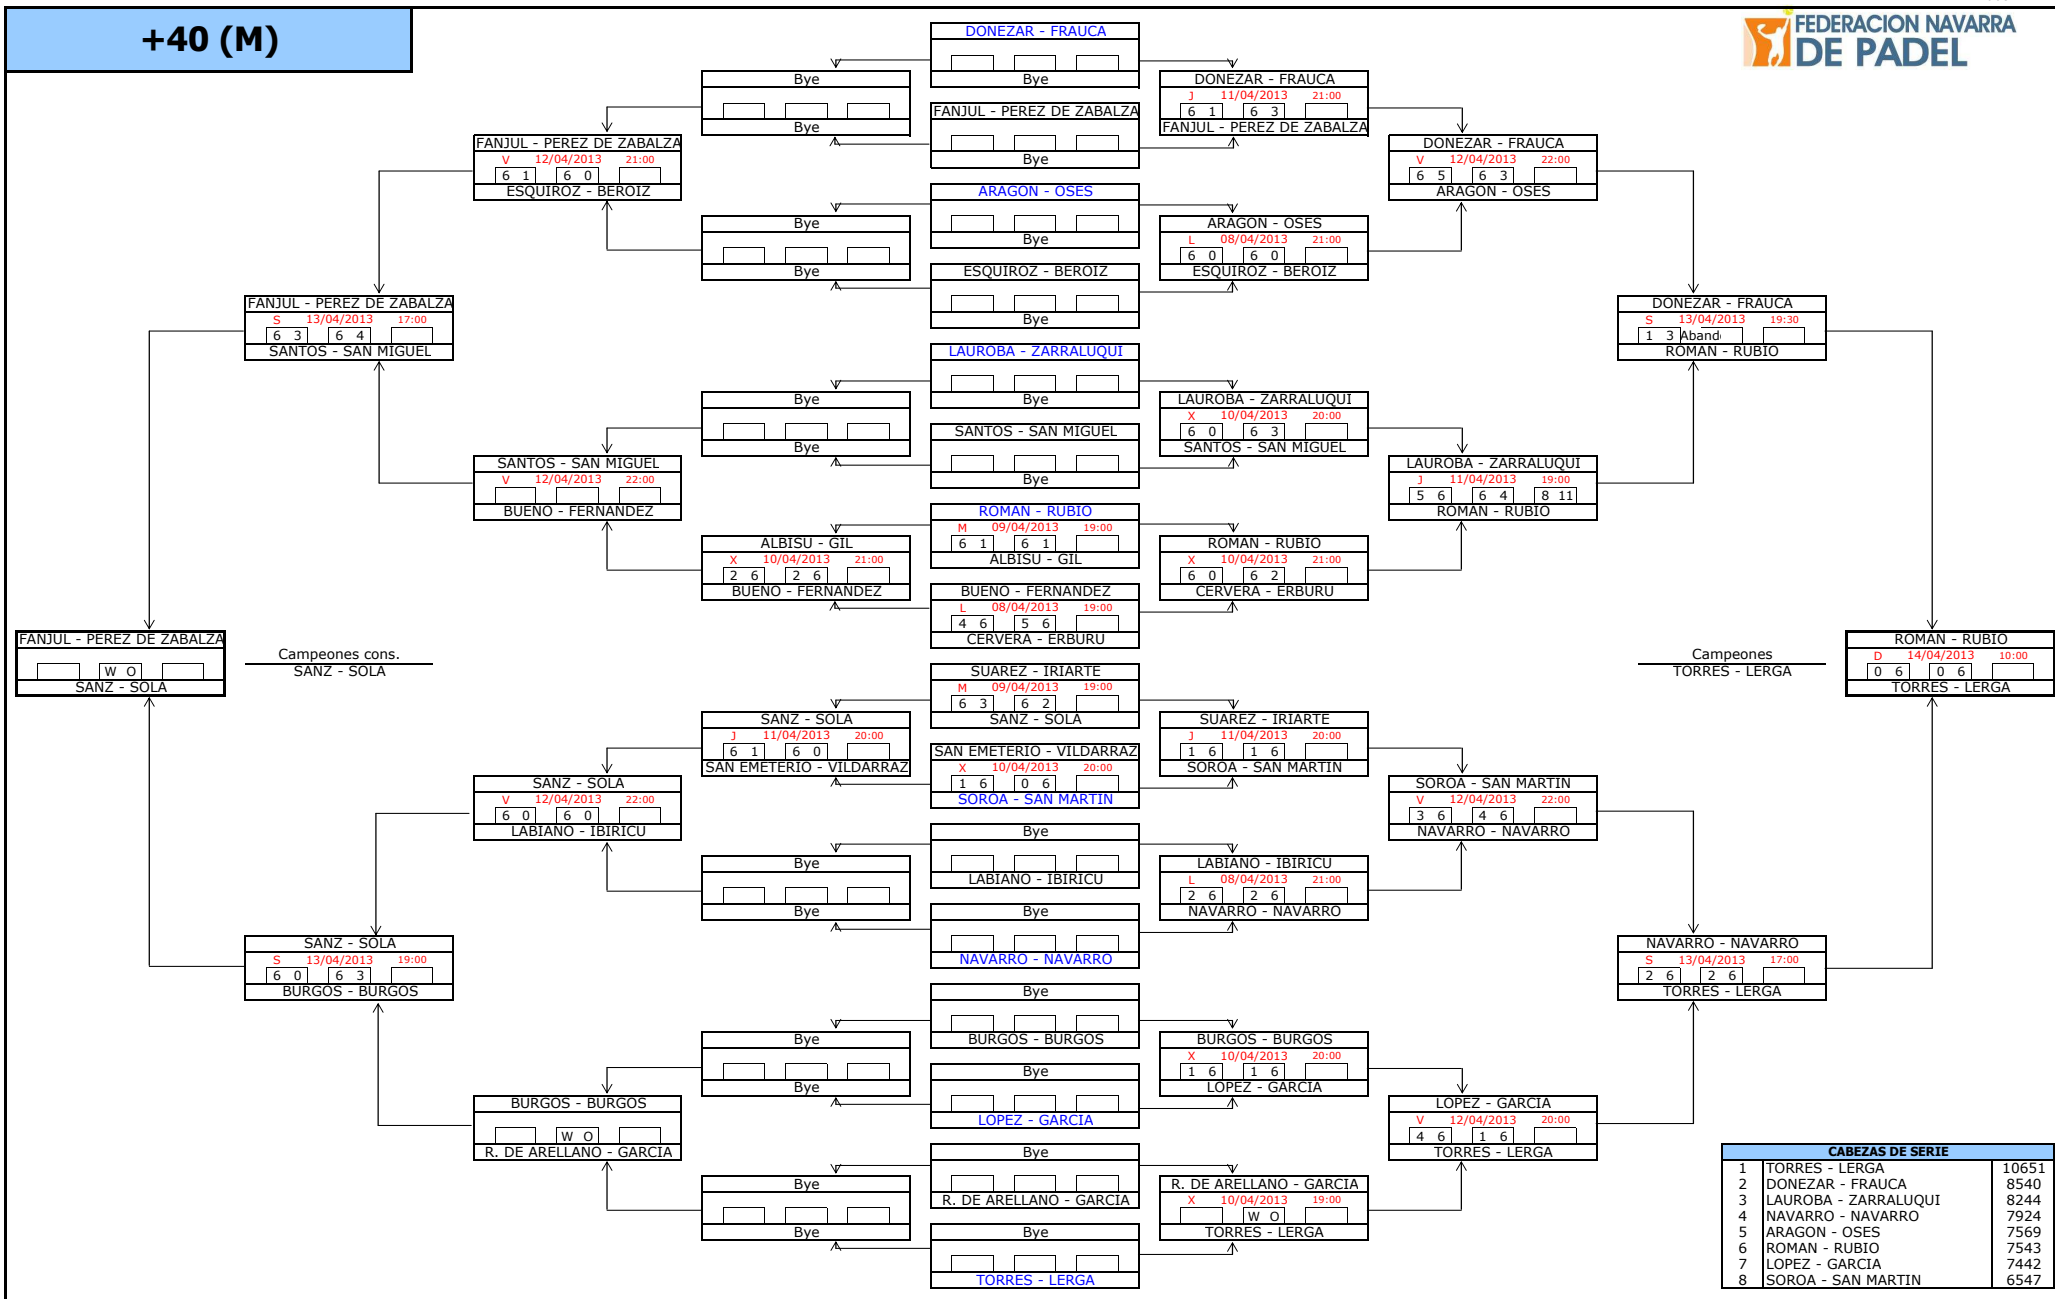 +40 (M)
FEDERACION NAVARRA
DE PADEL
FANJUL - PEREZ DE ZABALZA
W O
SANZ - SOLA
Campeones cons.
SANZ - SOLA
FANJUL - PEREZ DE ZABALZA
S 13/04/2013 17:00
6 3 6 4
SANTOS - SAN MIGUEL
SANZ - SOLA
S 13/04/2013 19:00
6 0 6 3
BURGOS - BURGOS
FANJUL - PEREZ DE ZABALZA
V 12/04/2013 21:00
6 1 6 0
ESQUIROZ - BEROIZ
SANTOS - SAN MIGUEL
V 12/04/2013 22:00
BUENO - FERNANDEZ
SANZ - SOLA
V 12/04/2013 22:00
6 0 6 0
LABIANO - IBIRICU
BURGOS - BURGOS
W O
R. DE ARELLANO - GARCIA
Bye
Bye
Bye
Bye
Bye
Bye
ALBISU - GIL
X 10/04/2013 21:00
2 6 2 6
BUENO - FERNANDEZ
SANZ - SOLA
J 11/04/2013 20:00
6 1 6 0
SAN EMETERIO - VILDARRAZ
Bye
Bye
Bye
Bye
Bye
Bye
DONEZAR - FRAUCA
Bye
FANJUL - PEREZ DE ZABALZA
Bye
ARAGON - OSES
Bye
ESQUIROZ - BEROIZ
Bye
LAUROBA - ZARRALUQUI
Bye
SANTOS - SAN MIGUEL
Bye
ROMAN - RUBIO
M 09/04/2013 19:00
6 1 6 1
ALBISU - GIL
BUENO - FERNANDEZ
L 08/04/2013 19:00
4 6 5 6
CERVERA - ERBURU
SUAREZ - IRIARTE
M 09/04/2013 19:00
6 3 6 2
SANZ - SOLA
SAN EMETERIO - VILDARRAZ
X 10/04/2013 20:00
1 6 0 6
SOROA - SAN MARTIN
Bye
LABIANO - IBIRICU
Bye
NAVARRO - NAVARRO
Bye
BURGOS - BURGOS
Bye
LOPEZ - GARCIA
Bye
R. DE ARELLANO - GARCIA
Bye
TORRES - LERGA
DONEZAR - FRAUCA
J 11/04/2013 21:00
6 1 6 3
FANJUL - PEREZ DE ZABALZA
ARAGON - OSES
L 08/04/2013 21:00
6 0 6 0
ESQUIROZ - BEROIZ
LAUROBA - ZARRALUQUI
X 10/04/2013 20:00
6 0 6 3
SANTOS - SAN MIGUEL
ROMAN - RUBIO
X 10/04/2013 21:00
6 0 6 2
CERVERA - ERBURU
SUAREZ - IRIARTE
J 11/04/2013 20:00
1 6 1 6
SOROA - SAN MARTIN
LABIANO - IBIRICU
L 08/04/2013 21:00
2 6 2 6
NAVARRO - NAVARRO
BURGOS - BURGOS
X 10/04/2013 20:00
1 6 1 6
LOPEZ - GARCIA
R. DE ARELLANO - GARCIA
X 10/04/2013 19:00
W O
TORRES - LERGA
DONEZAR - FRAUCA
V 12/04/2013 22:00
6 5 6 3
ARAGON - OSES
LAUROBA - ZARRALUQUI
J 11/04/2013 19:00
5 6 6 4 8 11
ROMAN - RUBIO
SOROA - SAN MARTIN
V 12/04/2013 22:00
3 6 4 6
NAVARRO - NAVARRO
LOPEZ - GARCIA
V 12/04/2013 20:00
4 6 1 6
TORRES - LERGA
DONEZAR - FRAUCA
S 13/04/2013 19:30
1 3 Aband
ROMAN - RUBIO
NAVARRO - NAVARRO
S 13/04/2013 17:00
2 6 2 6
TORRES - LERGA
Campeones
TORRES - LERGA
ROMAN - RUBIO
D 14/04/2013 10:00
0 6 0 6
TORRES - LERGA
CABEZAS DE SERIE
1 TORRES - LERGA 10651
2 DONEZAR - FRAUCA 8540
3 LAUROBA - ZARRALUQUI 8244
4 NAVARRO - NAVARRO 7924
5 ARAGON - OSES 7569
6 ROMAN - RUBIO 7543
7 LOPEZ - GARCIA 7442
8 SOROA - SAN MARTIN 6547